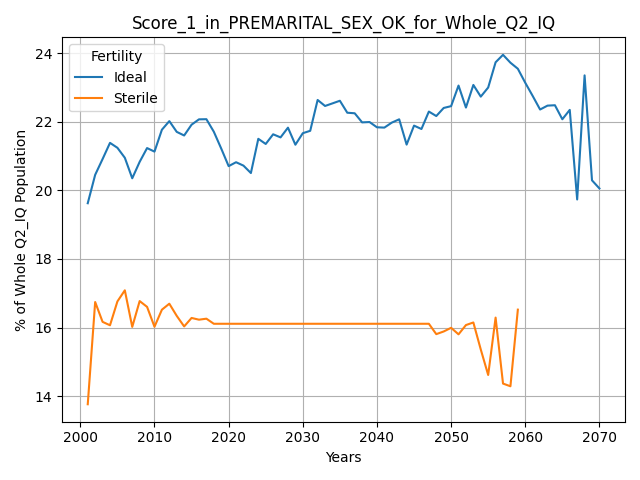 Score_1_in_PREMARITAL_SEX_OK_for_Whole_Q2_IQ
Fertility
Ideal
Sterile
% of Whole Q2_IQ Population
24
22
20
18
16
14
2000 2010 2020 2030 2040 2050 2060 2070
Years